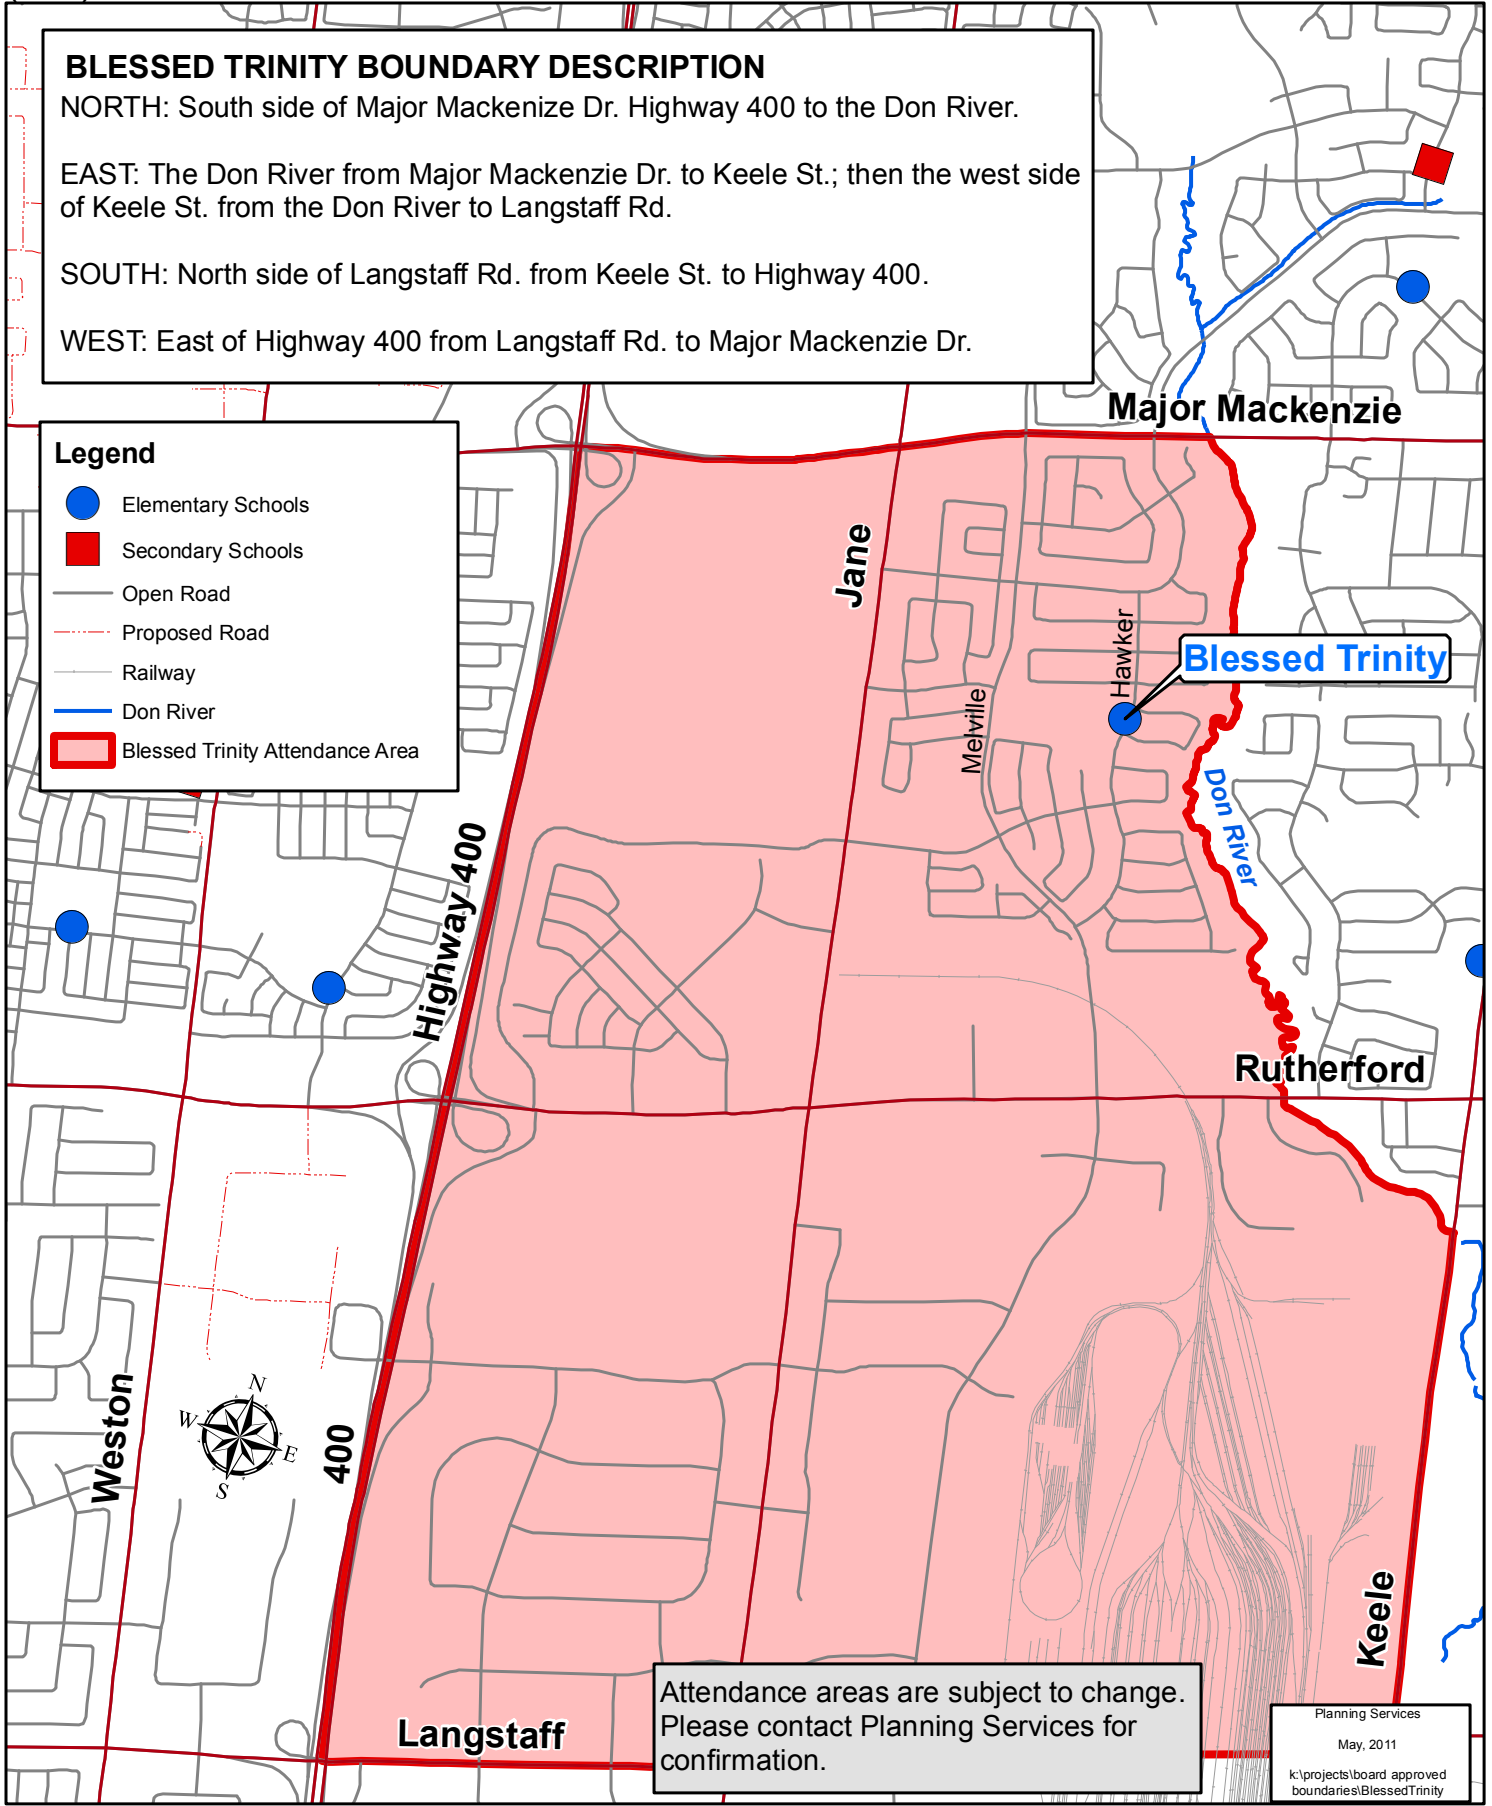 BLESSED TRINITY BOUNDARY DESCRIPTION
NORTH: South side of Major Mackenize Dr. Highway 400 to the Don River.
EAST: The Don River from Major Mackenzie Dr. to Keele St.; then the west side
of Keele St. from the Don River to Langstaff Rd.
SOUTH: North side of Langstaff Rd. from Keele St. to Highway 400.
WEST: East of Highway 400 from Langstaff Rd. to Major Mackenzie Dr.
Major Mackenzie
Legend
Elementary Schools
Secondary Schools
Open Road
Proposed Road
Railway
Don River
Blessed Trinity Attendance Area
Jane
Hawker
Blessed Trinity
Melville
Don River
Highway 400
Rutherford
Weston
N
W
E
S
400
Keele
Langstaff
Attendance areas are subject to change.
Please contact Planning Services for
confirmation.
Planning Services
May, 2011
k:\projects\board approved
boundaries\BlessedTrinity